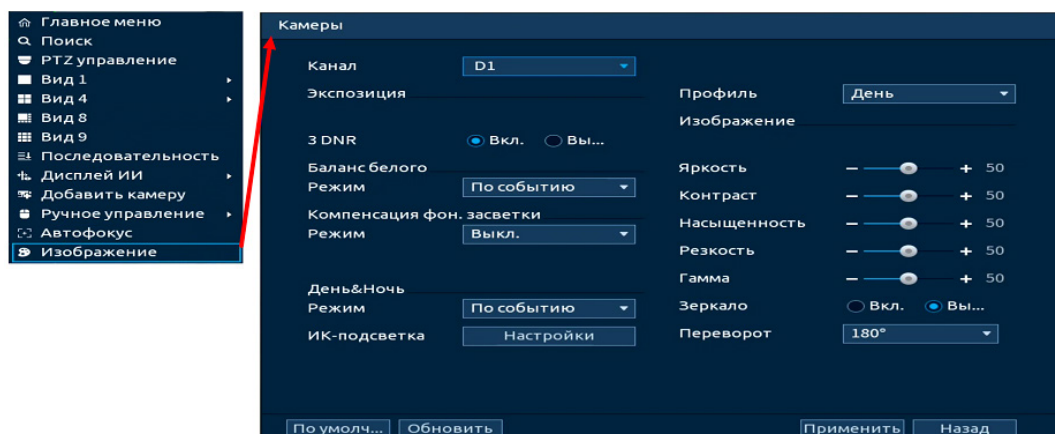 Главное меню
Поиск
PTZ управление
Вид 1
Вид 4
Вид 8
Вид 9
Последовательность
Дисплей ИИ
Добавить камеру
Ручное управление
Автофокус
Изображение
Камеры
Канал D1
Экспозиция
Профиль День
Изображение
3 DNR Вкл. Вы...
Баланс белого
Режим По событию
Компенсация фон. засветки
Режим Выкл.
День&Ночь
Режим По событию
ИК-подсветка Настройки
Яркость 50
Контраст 50
Насыщенность 50
Резкость 50
Гамма 50
Зеркало Вкл. Вы...
Переворот 180°
По умолч... Обновить Применить Назад